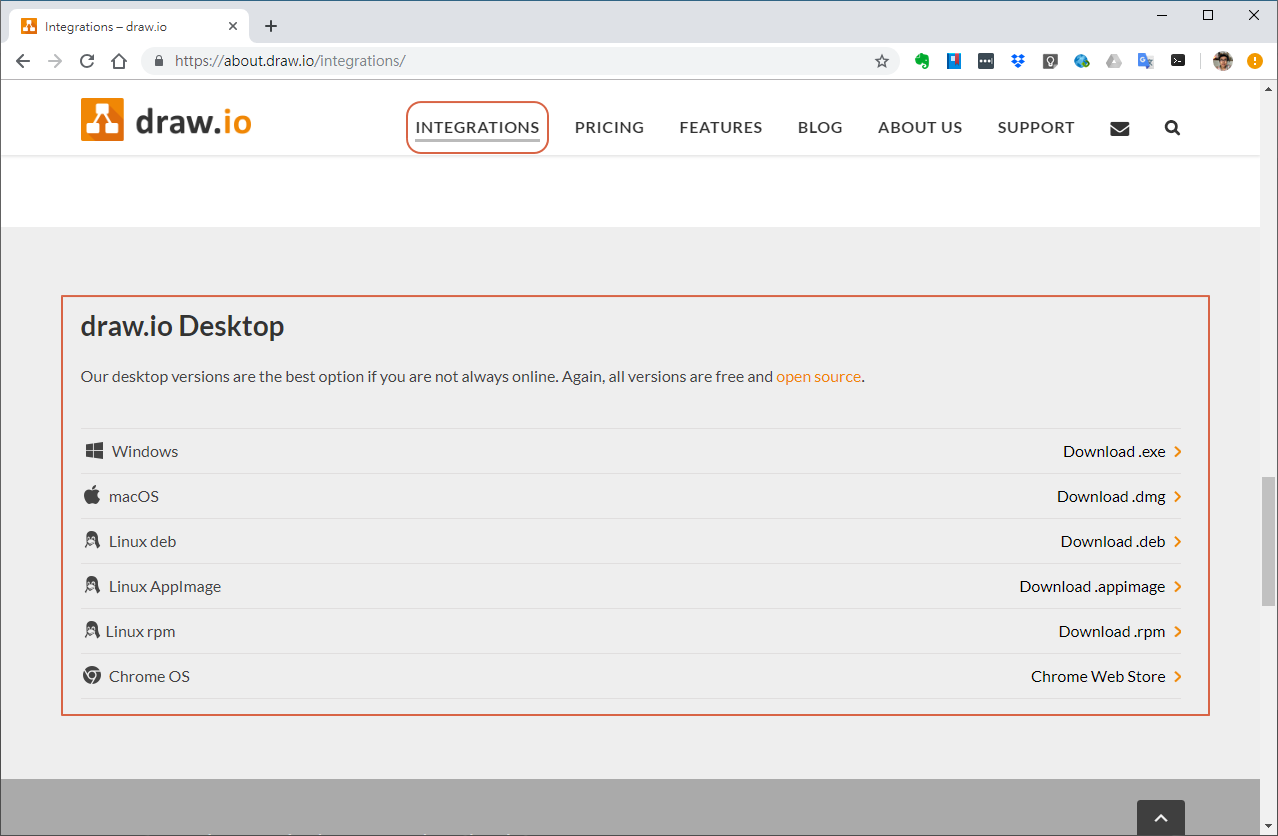 Integrations – draw.io
https://about.draw.io/integrations/
draw.io
INTEGRATIONS PRICING FEATURES BLOG ABOUT US SUPPORT
draw.io Desktop
Our desktop versions are the best option if you are not always online. Again, all versions are free and open source.
Windows Download .exe
macOS Download .dmg
Linux deb Download .deb
Linux AppImage Download .appimage
Linux rpm Download .rpm
Chrome OS Chrome Web Store